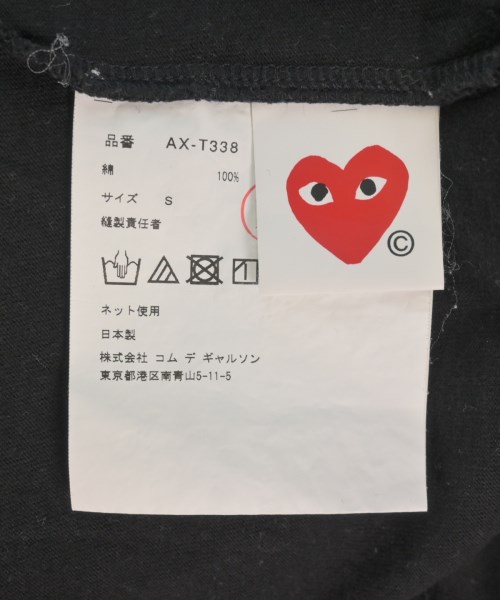 品番 AX-T338
綿 100%
サイズ S
縫製責任者
ネット使用
日本製
株式会社 コム デ ギャルソン
東京都港区南青山5-11-5
©